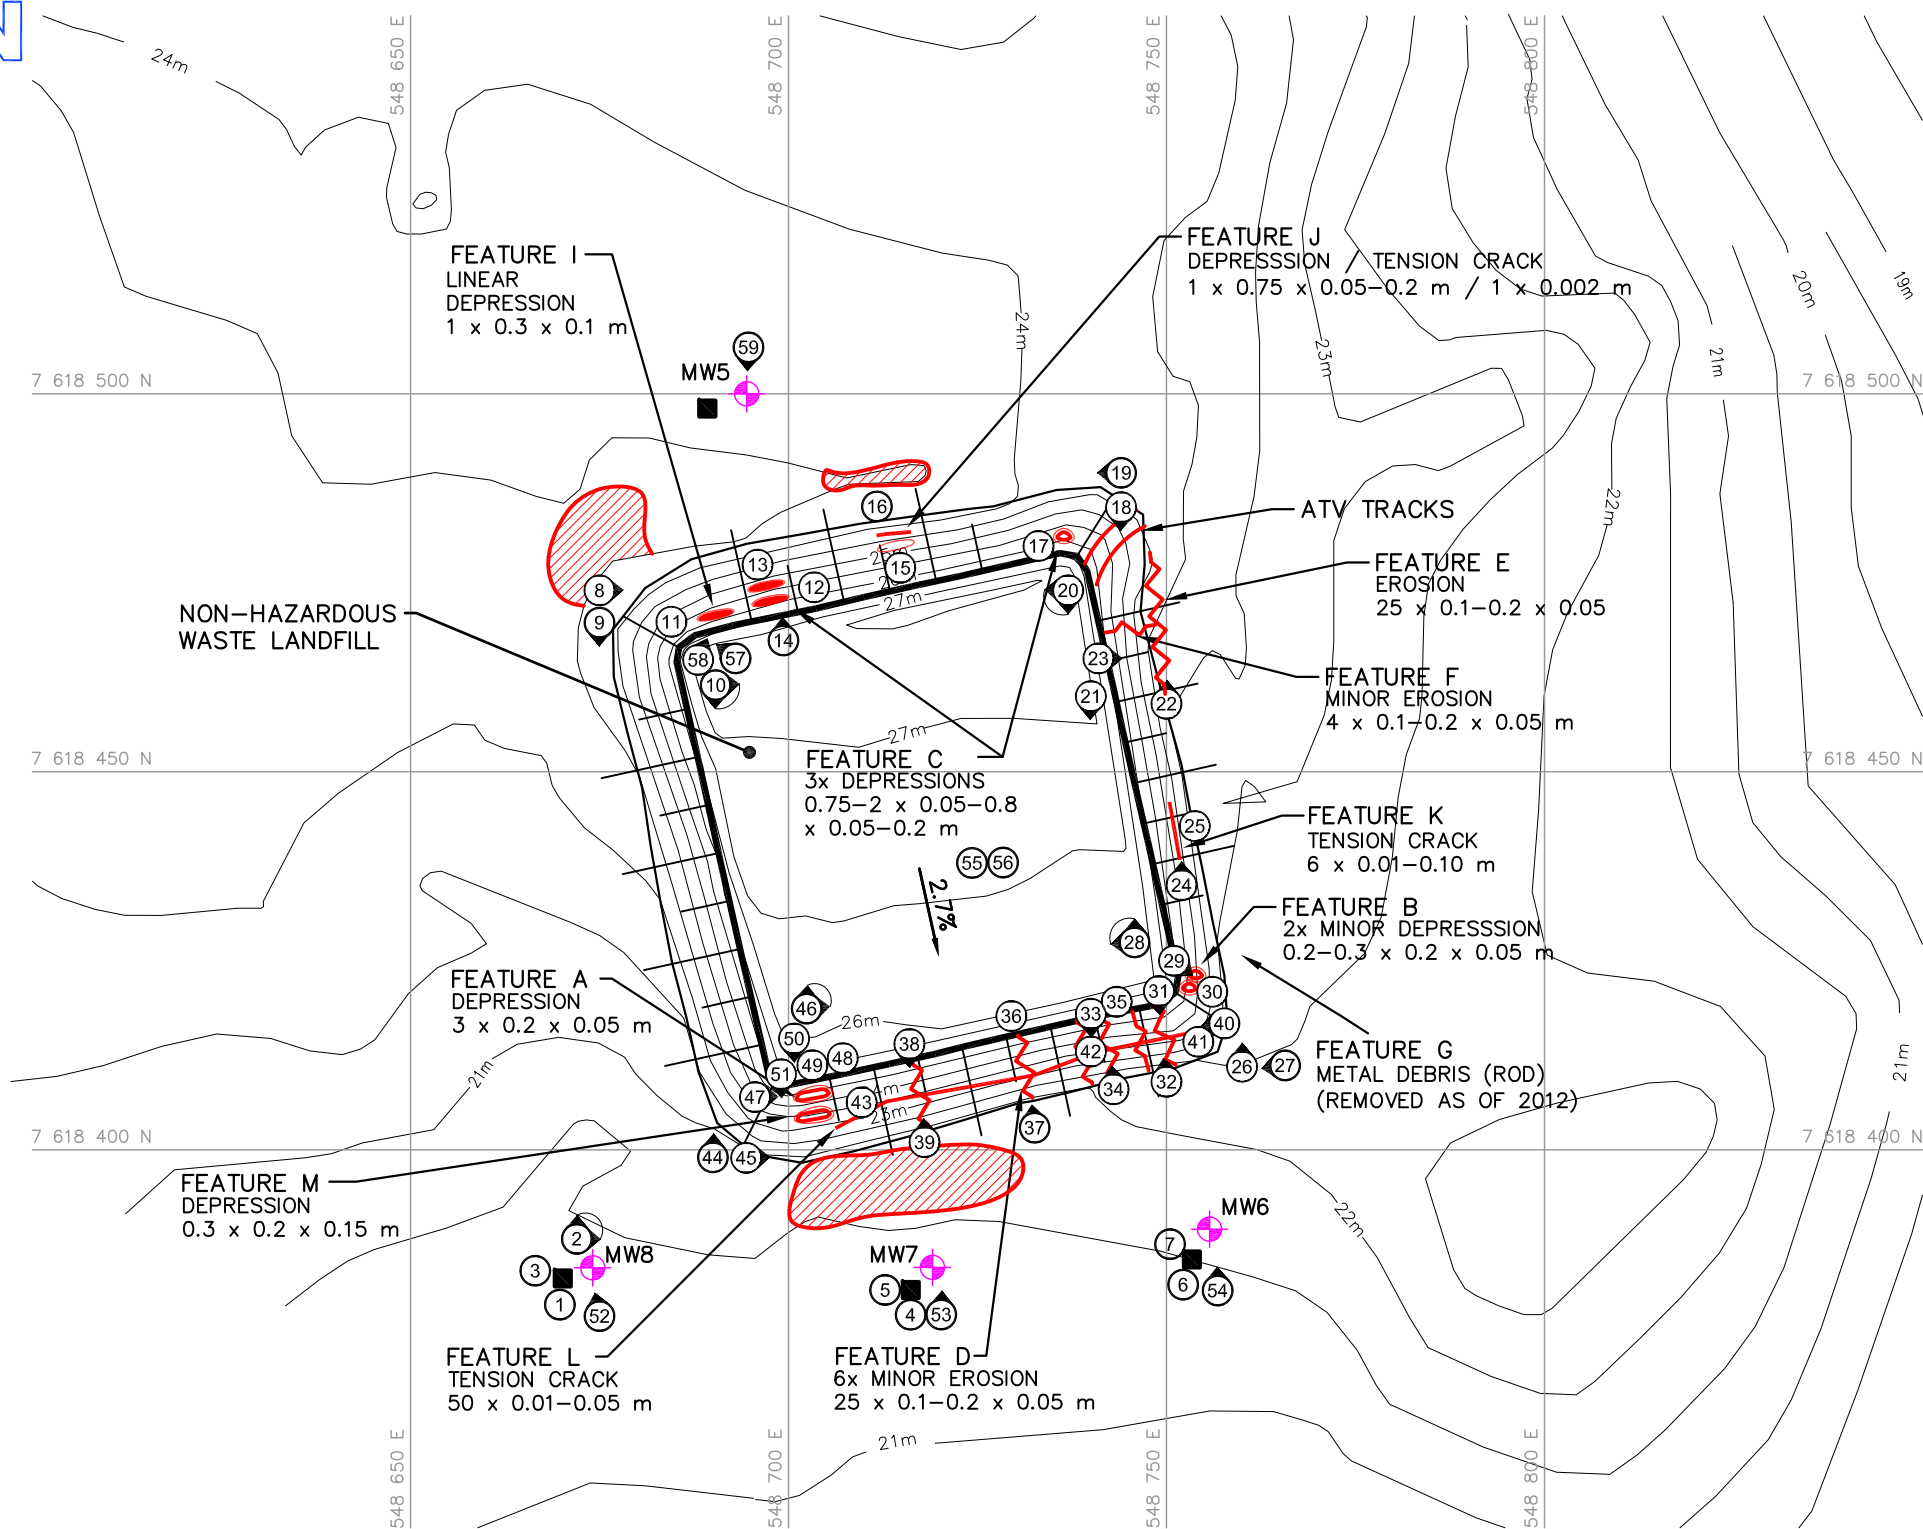 548 650 E
548 700 E
548 750 E
548 800 E
24m
FEATURE I
LINEAR
DEPRESSION
1 x 0.3 x 0.1 m
FEATURE J
DEPRESSSION / TENSION CRACK
1 x 0.75 x 0.05-0.2 m / 1 x 0.002 m
20m
19m
24m
23m
21m
59
MW5
7 618 500 N
7 618 500 N
19
16
18
ATV TRACKS
22m
17
13
15
12
27m
20
FEATURE E
EROSION
25 x 0.1-0.2 x 0.05
8
9
11
14
NON-HAZARDOUS
WASTE LANDFILL
58
57
10
23
21
22
FEATURE F
MINOR EROSION
4 x 0.1-0.2 x 0.05 m
27m
7 618 450 N
7 618 450 N
FEATURE C
3x DEPRESSIONS
0.75-2 x 0.05-0.8
x 0.05-0.2 m
55
56
2.7%
25
24
FEATURE K
TENSION CRACK
6 x 0.01-0.10 m
FEATURE B
2x MINOR DEPRESSSION
0.2-0.3 x 0.2 x 0.05 m
28
29
30
31
FEATURE A
DEPRESSION
3 x 0.2 x 0.05 m
46
26m
36
33
35
40
41
50
49
48
38
42
51
47
43
23m
34
32
26
27
FEATURE G
METAL DEBRIS (ROD)
(REMOVED AS OF 2012)
21m
21m
37
39
44
45
7 618 400 N
7 618 400 N
FEATURE M
DEPRESSION
0.3 x 0.2 x 0.15 m
22m
2
MW8
3
1
52
MW7
5
4
53
MW6
7
6
54
FEATURE L
TENSION CRACK
50 x 0.01-0.05 m
FEATURE D
6x MINOR EROSION
25 x 0.1-0.2 x 0.05 m
21m
548 650 E
548 700 E
548 750 E
548 800 E